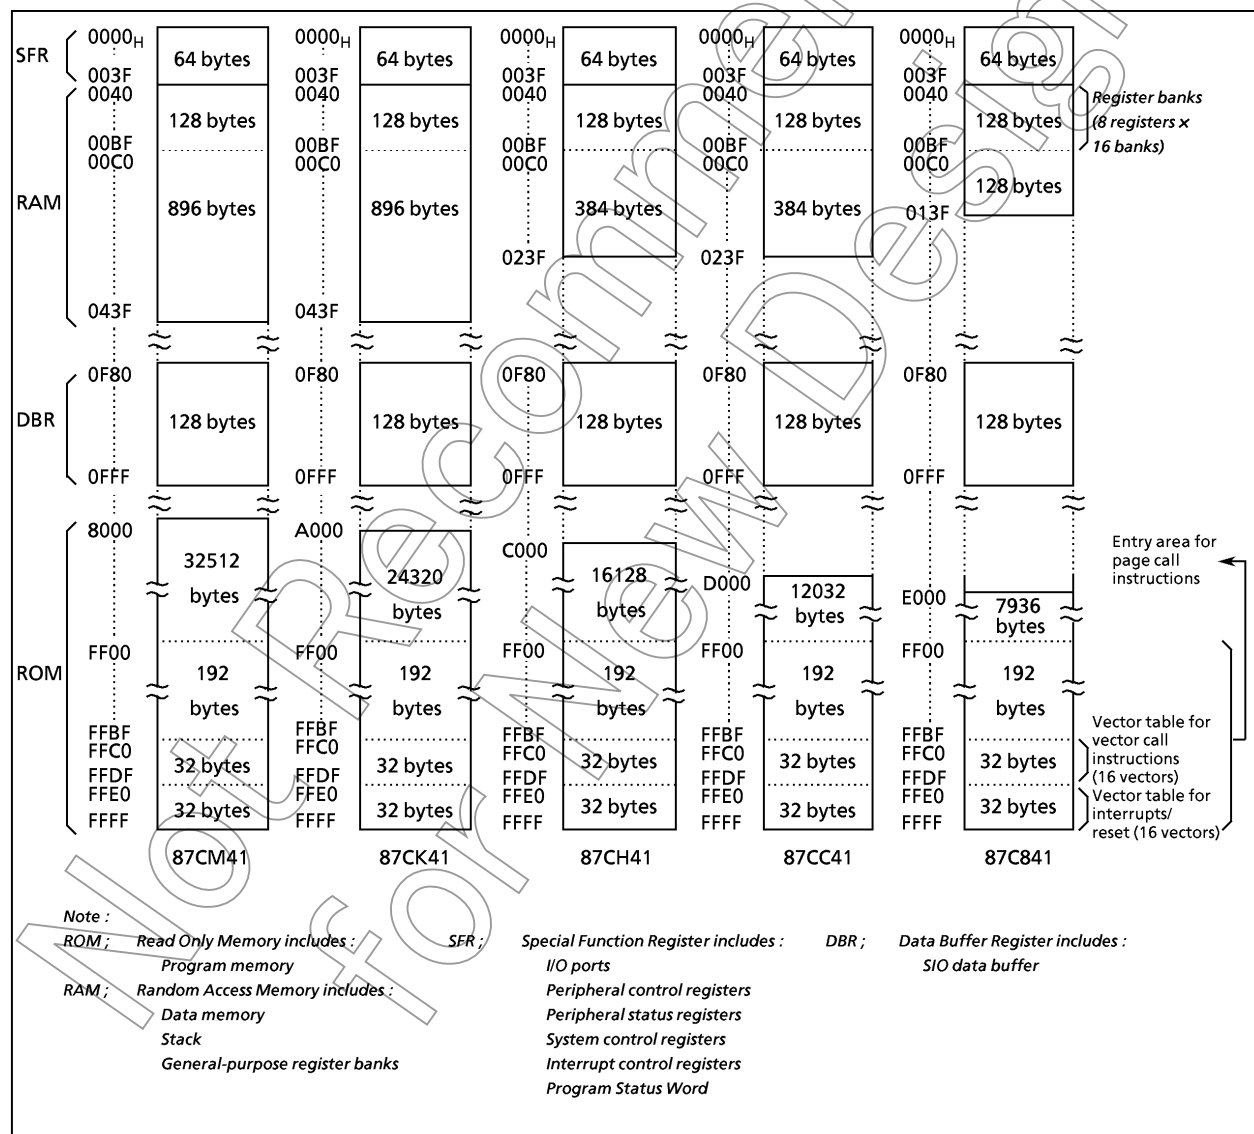 SFR
RAM
DBR
ROM
0000H
003F
0040
00BF
00C0
043F
0F80
0FFF
8000
FF00
FFBF
FFC0
FFDF
FFE0
FFFF
64 bytes
128 bytes
896 bytes
128 bytes
32512
bytes
192
bytes
32 bytes
32 bytes
87CM41
0000H
003F
0040
00BF
00C0
043F
0F80
0FFF
A000
FF00
FFBF
FFC0
FFDF
FFE0
FFFF
64 bytes
128 bytes
896 bytes
128 bytes
24320
bytes
192
bytes
32 bytes
32 bytes
87CK41
0000H
003F
0040
00BF
00C0
023F
0F80
0FFF
C000
FF00
FFBF
FFC0
FFDF
FFE0
FFFF
64 bytes
128 bytes
384 bytes
128 bytes
16128
bytes
192
bytes
32 bytes
32 bytes
87CH41
0000H
003F
0040
00BF
00C0
023F
0F80
0FFF
D000
FF00
FFBF
FFC0
FFDF
FFE0
FFFF
64 bytes
128 bytes
384 bytes
128 bytes
12032
bytes
192
bytes
32 bytes
32 bytes
87CC41
0000H
003F
0040
00BF
00C0
013F
0F80
0FFF
E000
FF00
FFBF
FFC0
FFDF
FFE0
FFFF
64 bytes
128 bytes
128 bytes
128 bytes
7936
bytes
192
bytes
32 bytes
32 bytes
87C841
Register banks
(8 registers ×
16 banks)
Entry area for
page call
instructions
Vector table for
vector call
instructions
(16 vectors)
Vector table for
interrupts/
reset (16 vectors)
Note :
ROM ; Read Only Memory includes :
Program memory
RAM ; Random Access Memory includes :
Data memory
Stack
General-purpose register banks
SFR ; Special Function Register includes :
I/O ports
Peripheral control registers
Peripheral status registers
System control registers
Interrupt control registers
Program Status Word
DBR ; Data Buffer Register includes :
SIO data buffer
Not
for New